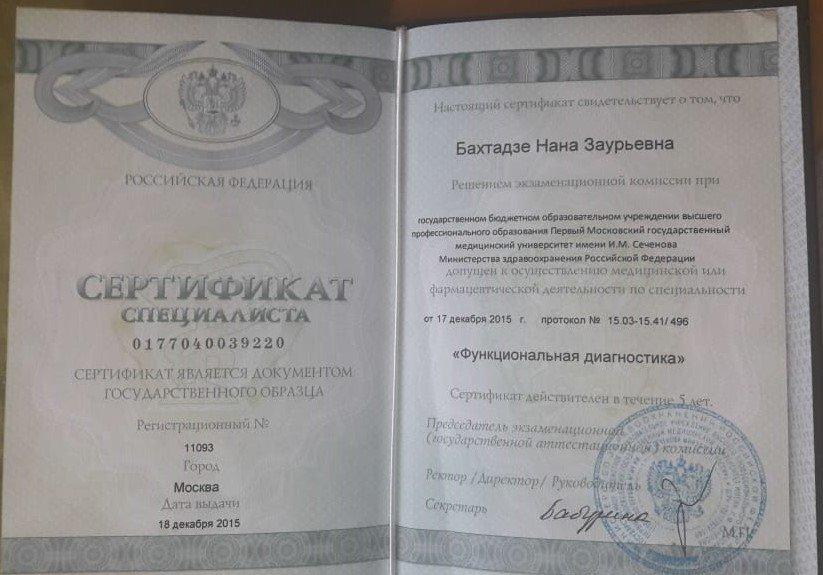 РОССИЙСКАЯ ФЕДЕРАЦИЯ
СЕРТИФИКАТ
СПЕЦИАЛИСТА
0177040039220
СЕРТИФИКАТ ЯВЛЯЕТСЯ ДОКУМЕНТОМ
ГОСУДАРСТВЕННОГО ОБРАЗЦА
Регистрационный №
11093
Город
Москва
Дата выдачи
18 декабря 2015
Настоящий сертификат свидетельствует о том, что
Бахтадзе Нана Заурьевна
Решением экзаменационной комиссии при
государственном бюджетном образовательном учреждении высшего
профессионального образования Первый Московский государственный
медицинский университет имени И.М. Сеченова
Министерства здравоохранения Российской Федерации
допущен к осуществлению медицинской или
фармацевтической деятельности по специальности
от 17 декабря 2015 г. протокол № 15.03-15.41/ 496
«Функциональная диагностика»
Сертификат действителен в течение 5 лет.
Председатель экзаменационной
(государственной аттестационной) комиссии
Ректор /Директор/ Руководитель
Секретарь
М.П.